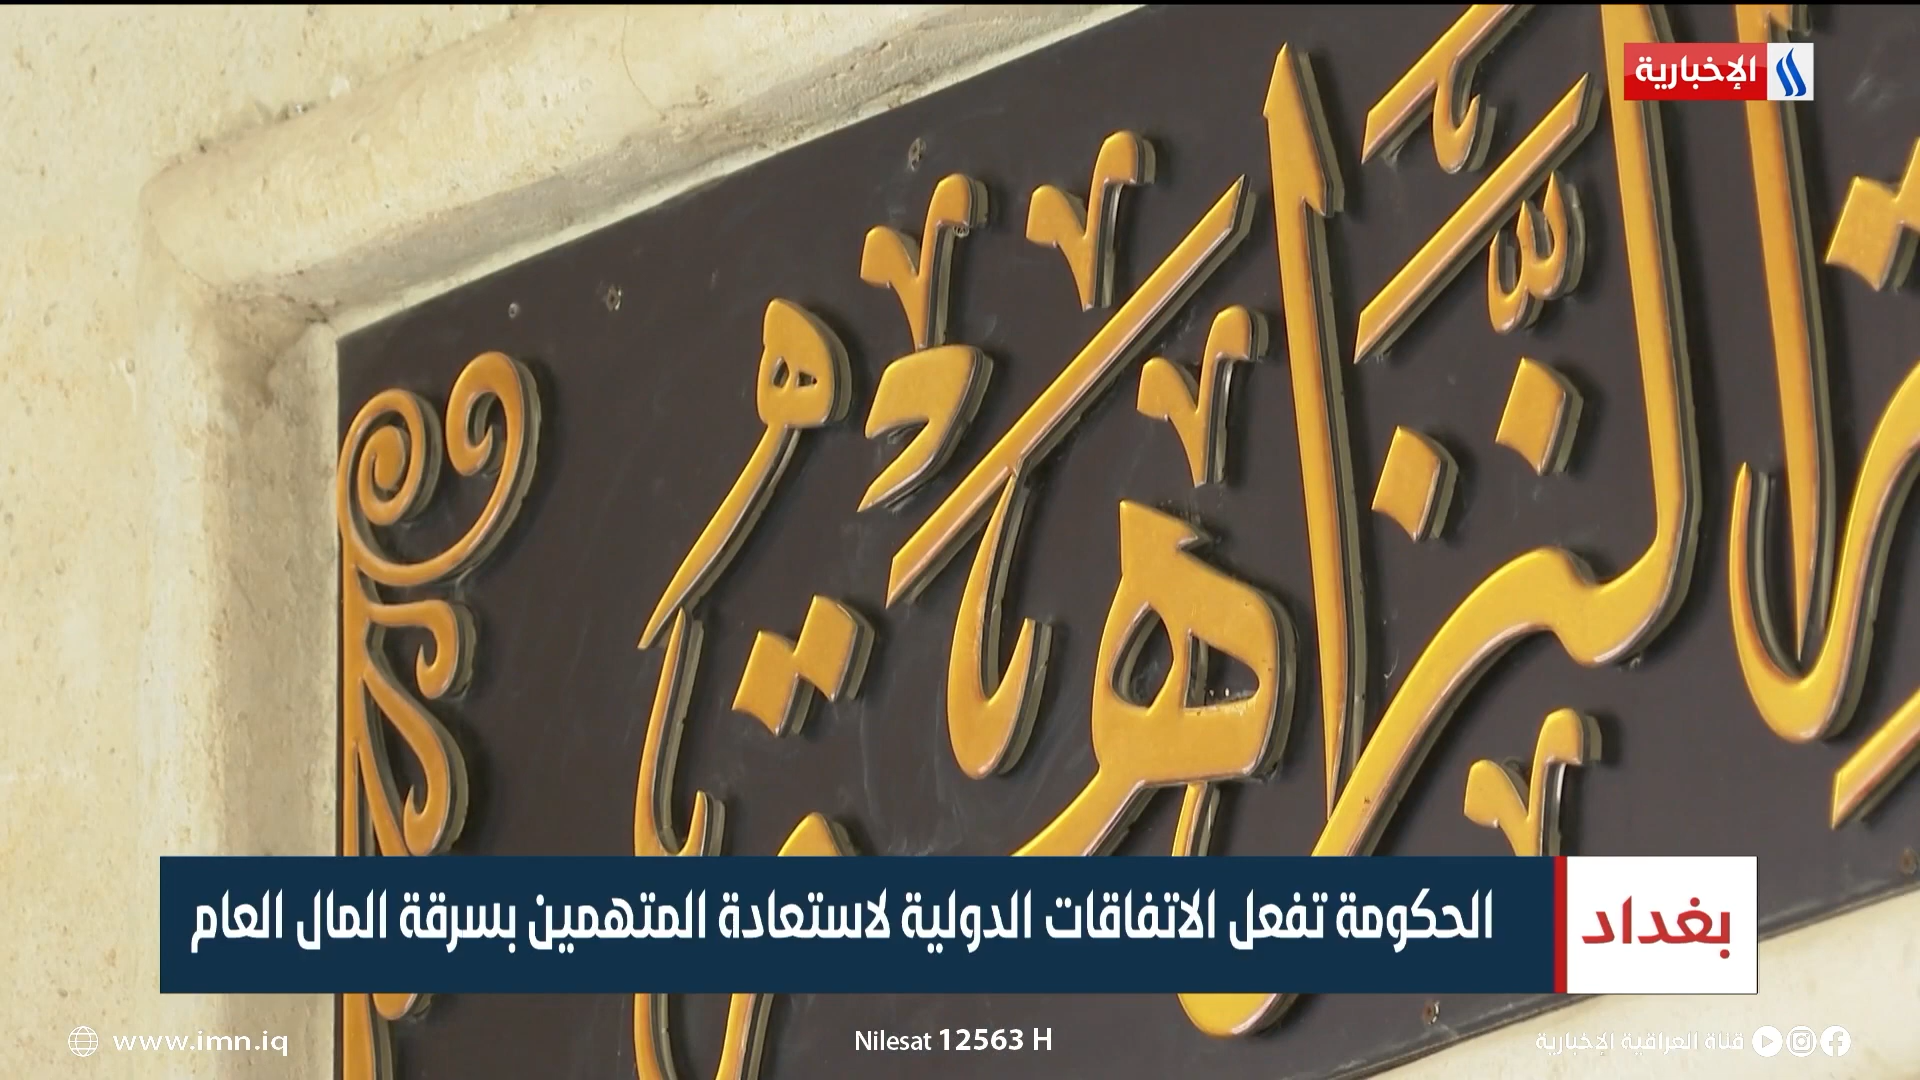 الإخبارية
النزاهة
بغداد
الحكومة تفعل الاتفاقات الدولية لاستعادة المتهمين بسرقة المال العام
www.imn.iq
Nilesat 12563 H
قناة العراقية الإخبارية